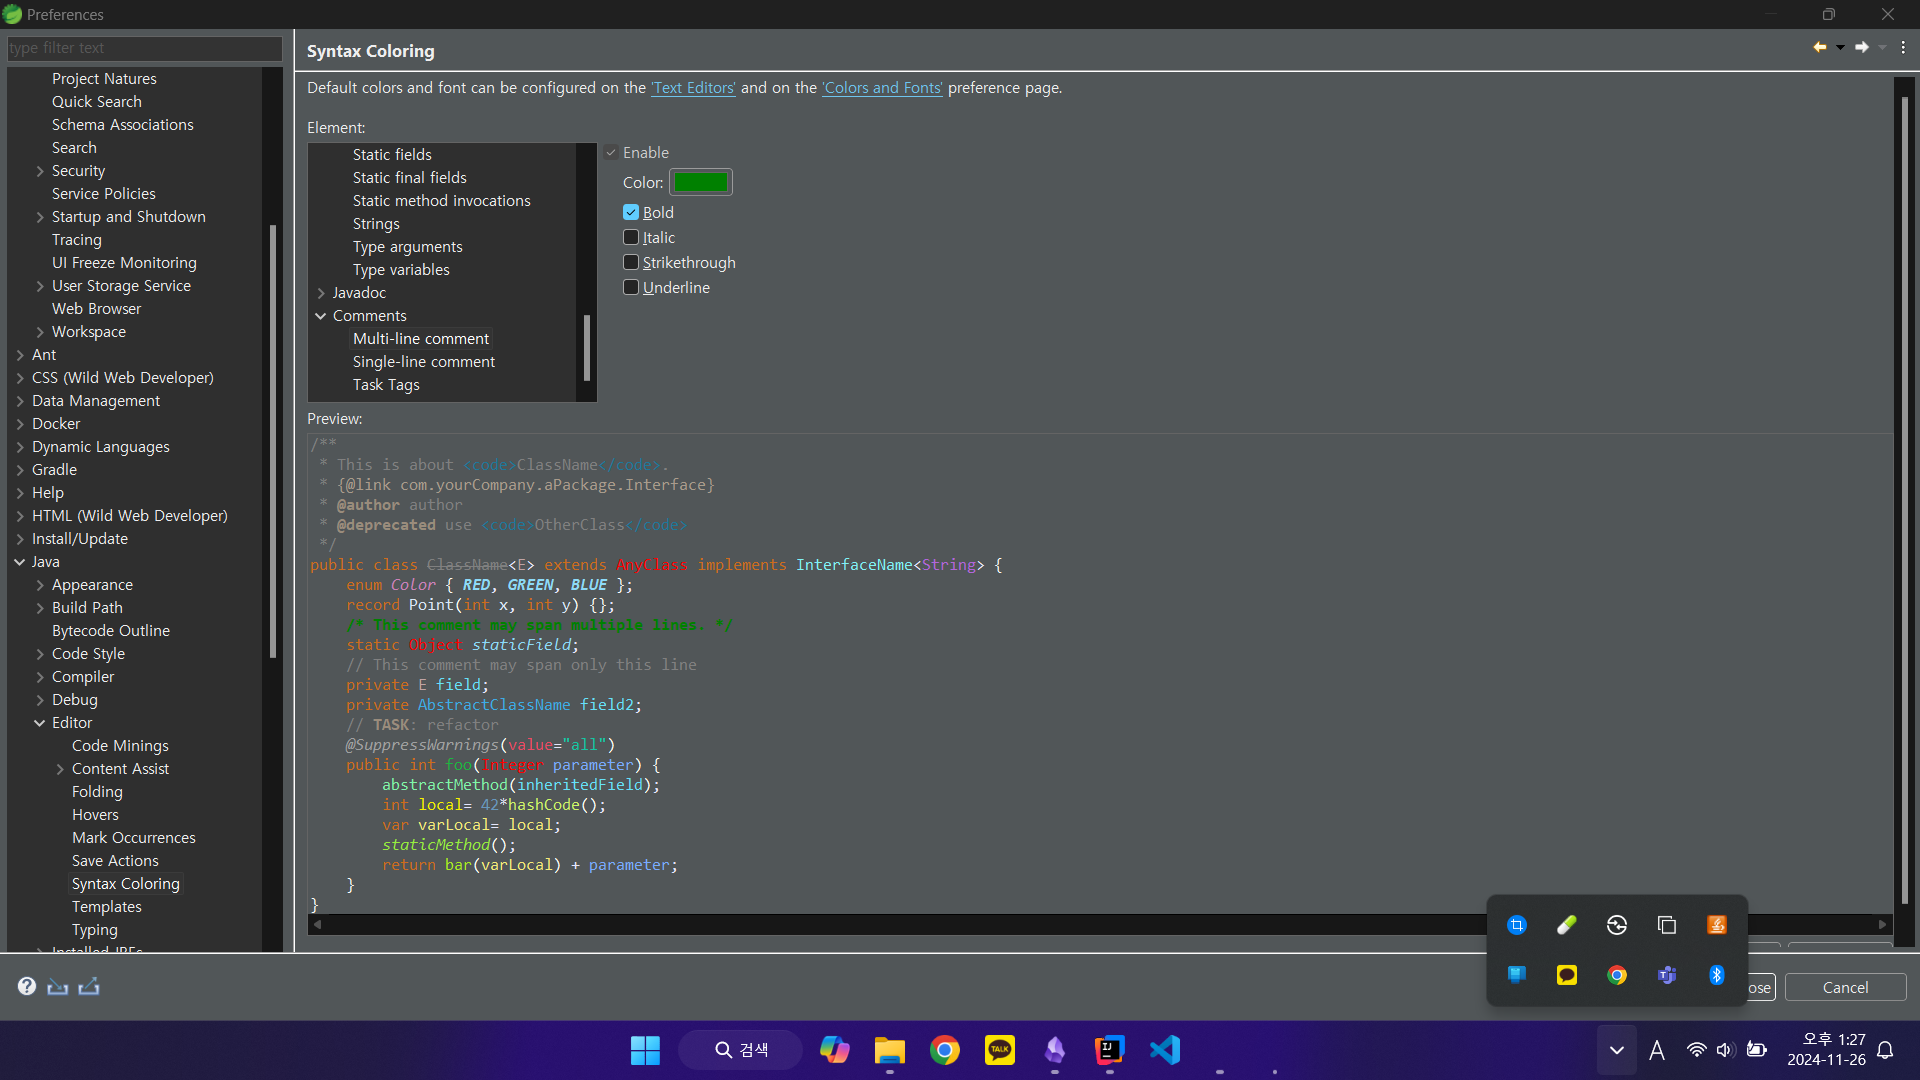 Preferences
type filter text
Project Natures
Quick Search
Schema Associations
Search
Security
Service Policies
Startup and Shutdown
Tracing
UI Freeze Monitoring
User Storage Service
Web Browser
Workspace
Ant
CSS (Wild Web Developer)
Data Management
Docker
Dynamic Languages
Gradle
Help
HTML (Wild Web Developer)
Install/Update
Java
Appearance
Build Path
Bytecode Outline
Code Style
Compiler
Debug
Editor
Code Minings
Content Assist
Folding
Hovers
Mark Occurrences
Save Actions
Syntax Coloring
Templates
Typing
Installed JREs
Syntax Coloring
Default colors and font can be configured on the 'Text Editors' and on the 'Colors and Fonts' preference page.
Element:
Static fields
Static final fields
Static method invocations
Strings
Type arguments
Type variables
Javadoc
Comments
Multi-line comment
Single-line comment
Task Tags
Enable
Color:
Bold
Italic
Strikethrough
Underline
Preview:
/**
 * This is about <code>ClassName</code>.
 * {@link com.yourCompany.aPackage.Interface}
 * @author author
 * @deprecated use <code>OtherClass</code>
 */
public class ClassName<E> extends AnyClass implements InterfaceName<String> {
    enum Color { RED, GREEN, BLUE };
    record Point(int x, int y) {};
    /* This comment may span multiple lines. */
    static Object staticField;
    // This comment may span only this line
    private E field;
    private AbstractClassName field2;
    // TASK: refactor
    @SuppressWarnings(value="all")
    public int foo(Integer parameter) {
        abstractMethod(inheritedField);
        int local= 42*hashCode();
        var varLocal= local;
        staticMethod();
        return bar(varLocal) + parameter;
    }
}
ose
Cancel
검색
TALK
IJ
A
오후 1:27
2024-11-26